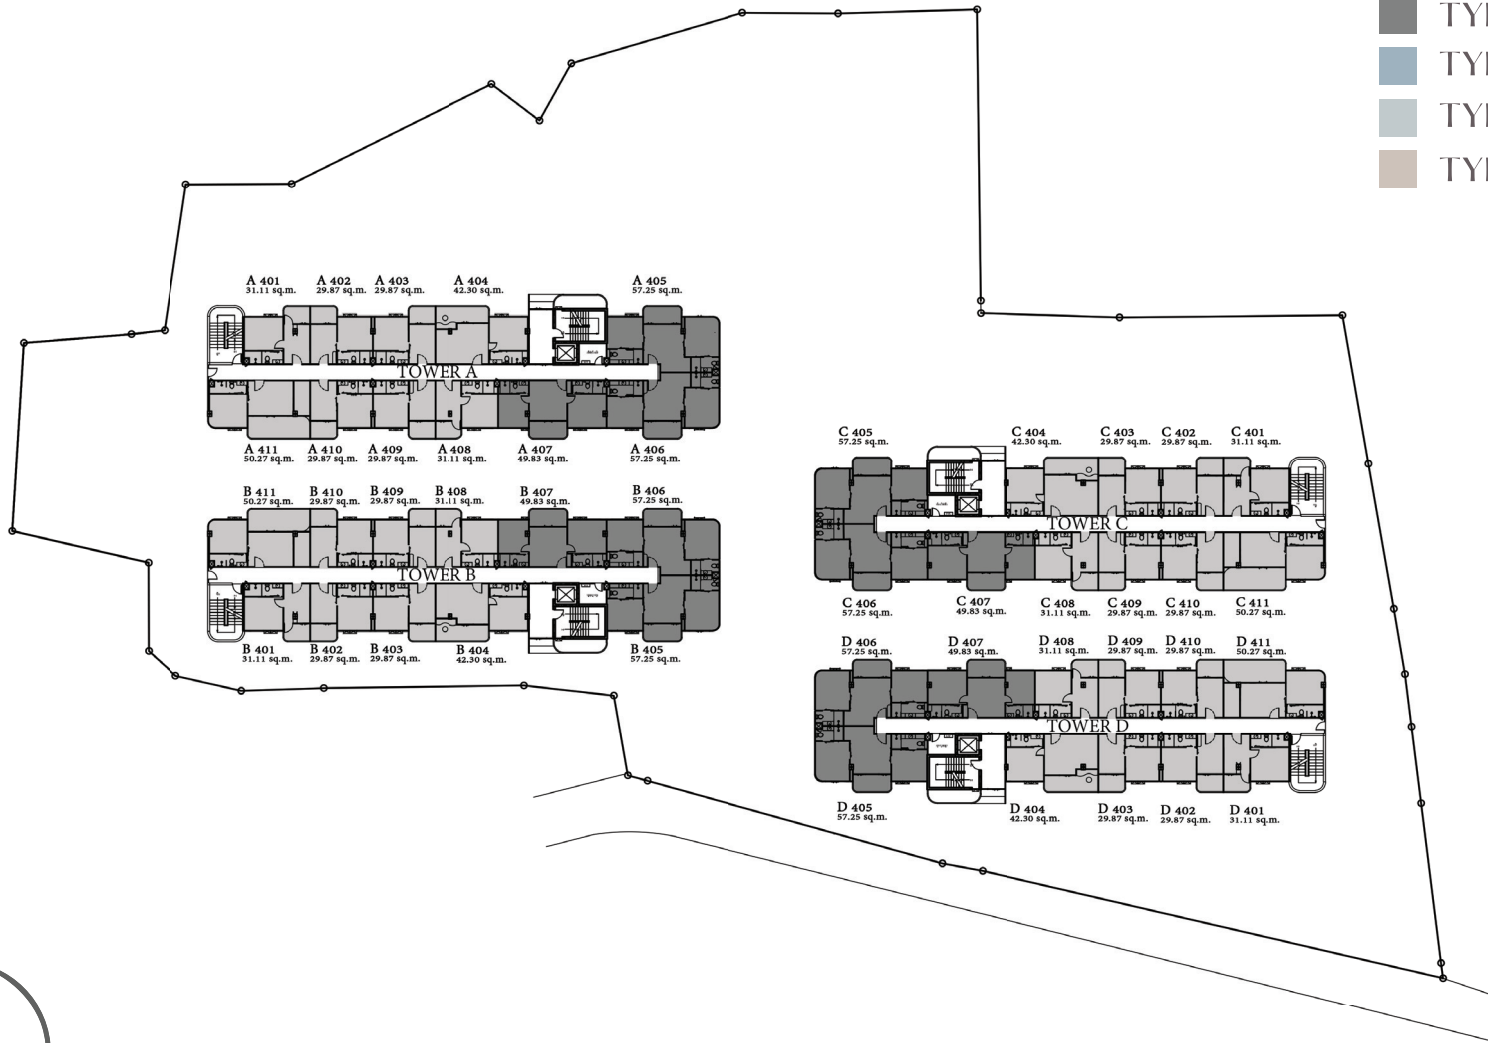 TY
TY
TY
TY
A 401
31.11 sq.m.
A 402
29.87 sq.m.
A 403
29.87 sq.m.
A 404
42.30 sq.m.
A 405
57.25 sq.m.
TOWER A
A 411
50.27 sq.m.
A 410
29.87 sq.m.
A 409
29.87 sq.m.
A 408
31.11 sq.m.
A 407
49.83 sq.m.
A 406
57.25 sq.m.
B 411
50.27 sq.m.
B 410
29.87 sq.m.
B 409
29.87 sq.m.
B 408
31.11 sq.m.
B 407
49.83 sq.m.
B 406
57.25 sq.m.
TOWER B
B 401
31.11 sq.m.
B 402
29.87 sq.m.
B 403
29.87 sq.m.
B 404
42.30 sq.m.
B 405
57.25 sq.m.
C 405
57.25 sq.m.
C 404
42.30 sq.m.
C 403
29.87 sq.m.
C 402
29.87 sq.m.
C 401
31.11 sq.m.
TOWER C
C 406
57.25 sq.m.
C 407
49.83 sq.m.
C 408
31.11 sq.m.
C 409
29.87 sq.m.
C 410
29.87 sq.m.
C 411
50.27 sq.m.
D 406
57.25 sq.m.
D 407
49.83 sq.m.
D 408
31.11 sq.m.
D 409
29.87 sq.m.
D 410
29.87 sq.m.
D 411
50.27 sq.m.
TOWER D
D 405
57.25 sq.m.
D 404
42.30 sq.m.
D 403
29.87 sq.m.
D 402
29.87 sq.m.
D 401
31.11 sq.m.